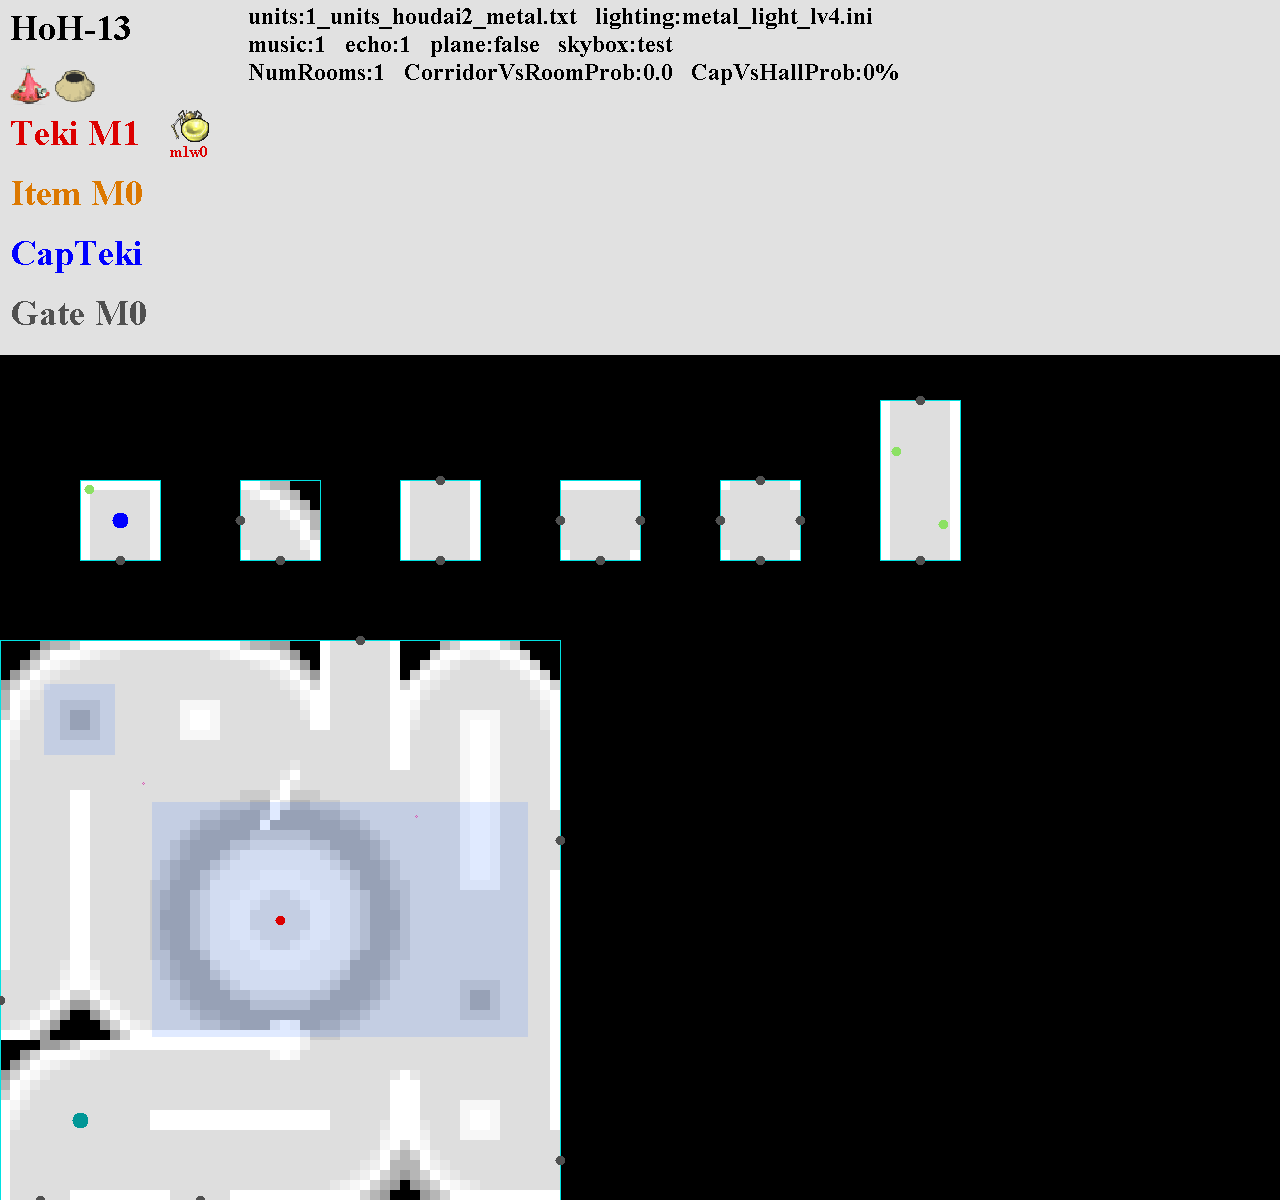 HoH-13
units:1_units_houdai2_metal.txt lighting:metal_light_lv4.ini
music:1 echo:1 plane:false skybox:test
NumRooms:1 CorridorVsRoomProb:0.0 CapVsHallProb:0%
Teki M1
m1w0
Item M0
CapTeki
Gate M0